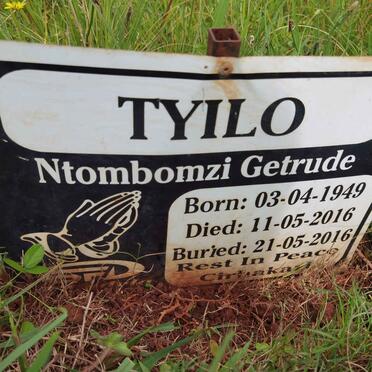 TYILO
Ntombomzi Getrude
Born: 03-04-1949
Died: 11-05-2016
Buried: 21-05-2016
Rest In Peace